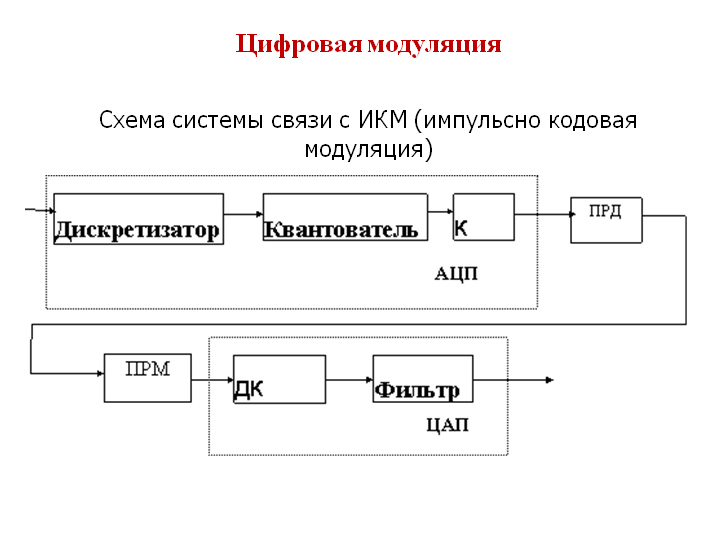 Цифровая модуляция
Схема системы связи с ИКМ (импульсно кодовая
модуляция)
Дискретизатор
Квантователь
К
ПРД
АЦП
ПРМ
ДК
Фильтр
ЦАП